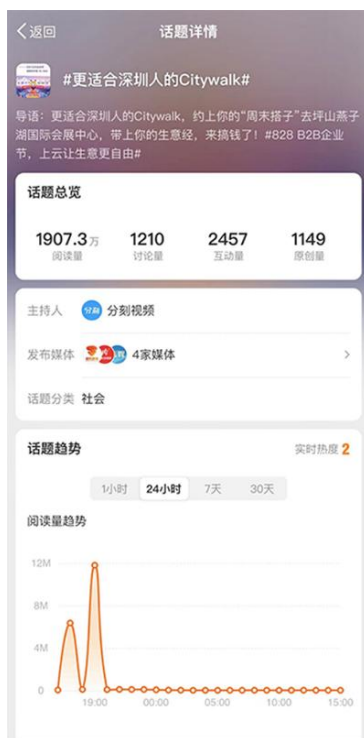 返回
话题详情
#更适合深圳人的Citywalk#
导语：更适合深圳人的Citywalk，约上你的“周末搭子”去坪山燕子
湖国际会展中心，带上你的生意经，来搞钱了！#828 B2B企业
节，上云让生意更自由#
话题总览
1907.3万 1210 2457 1149
阅读量 讨论量 互动量 原创量
主持人 分刻 分刻视频
发布媒体 4家媒体
话题分类 社会
话题趋势 实时热度 2
1小时 24小时 7天 30天
阅读量趋势
12M
8M
4M
0
19:00 00:00 05:00 10:00 15:00